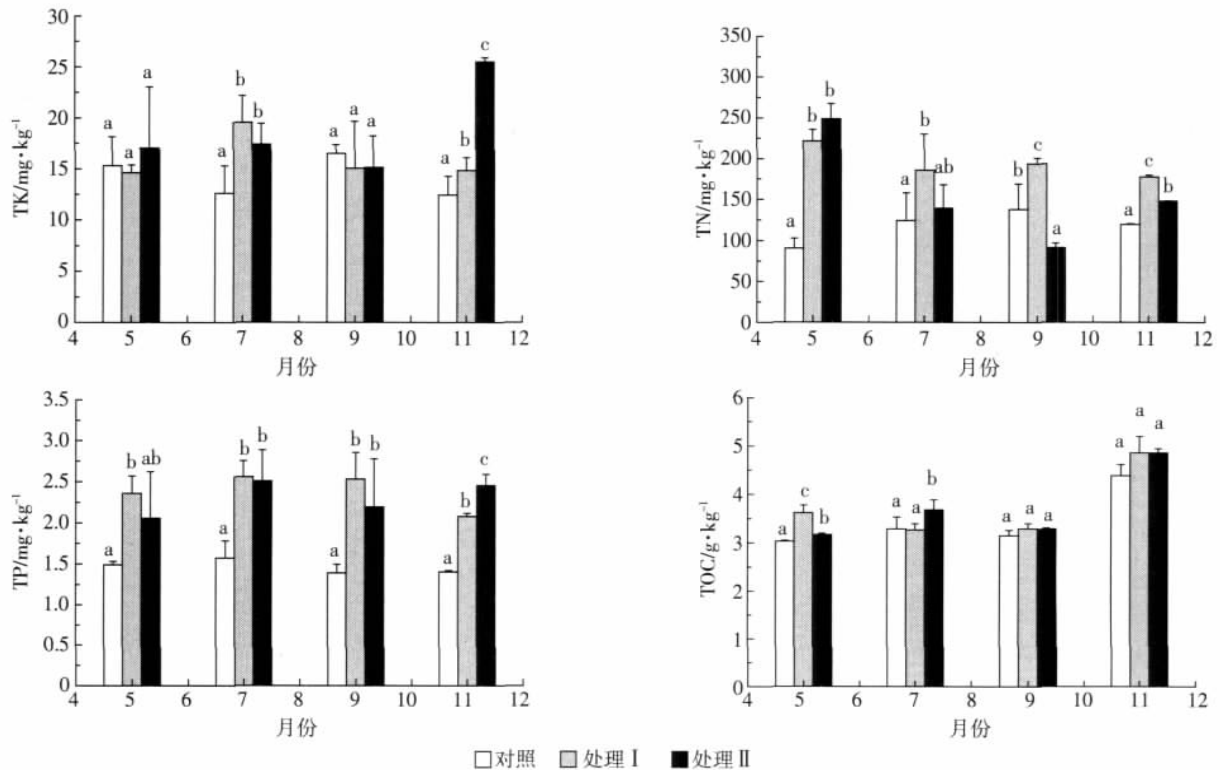 30
25
20
15
10
5
0
TK/mg·kg⁻¹
a a a
b b
a
a a a
a b c
4 5 6 7 8 9 10 11 12
月份
350
300
250
200
150
100
50
0
TN/mg·kg⁻¹
a b b
a b ab
b c a
a c b
4 5 6 7 8 9 10 11 12
月份
3.5
3.0
2.5
2.0
1.5
1.0
0.5
0
TP/mg·kg⁻¹
a b ab
a b b
a b b
a b c
4 5 6 7 8 9 10 11 12
月份
6
5
4
3
2
1
0
TOC/g·kg⁻¹
a c b
a a b
a a a
a a a
4 5 6 7 8 9 10 11 12
月份
对照 处理Ⅰ 处理Ⅱ